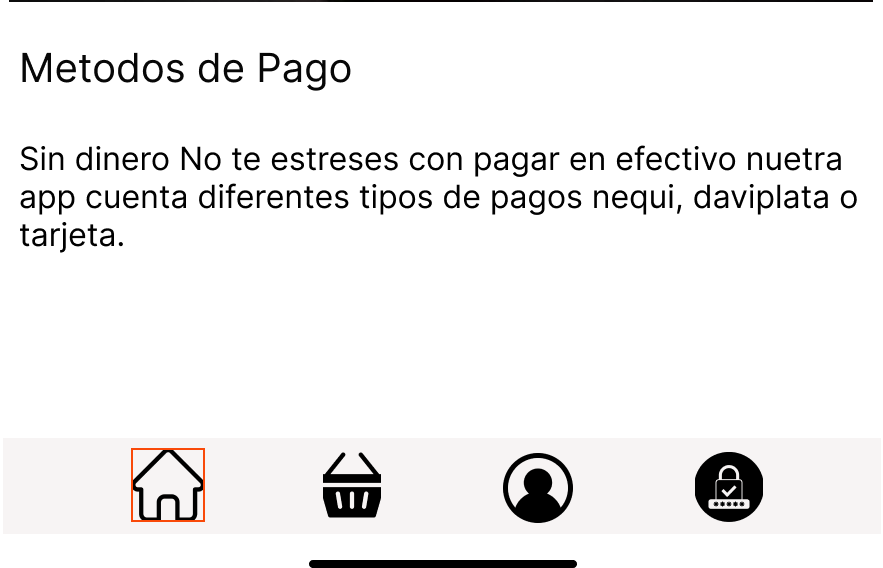 Metodos de Pago
Sin dinero No te estreses con pagar en efectivo nuetra
app cuenta diferentes tipos de pagos nequi, daviplata o
tarjeta.